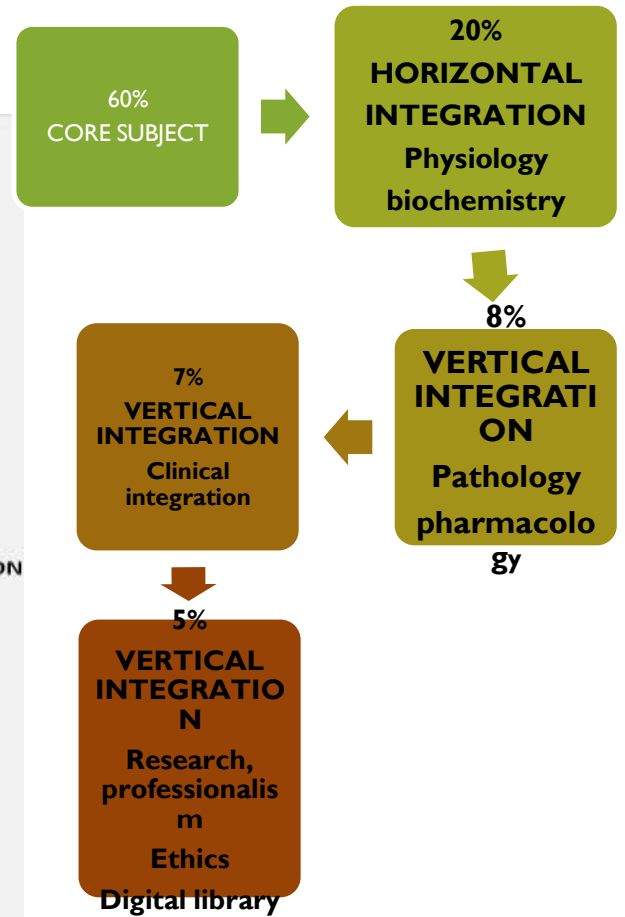 60%
CORE SUBJECT
20%
HORIZONTAL
INTEGRATION
Physiology
biochemistry
8%
VERTICAL
INTEGRATI
ON
Pathology
pharmacolo
gy
7%
VERTICAL
INTEGRATION
Clinical
integration
ON
5%
VERTICAL
INTEGRATIO
N
Research,
professionalis
m
Ethics
Digital library